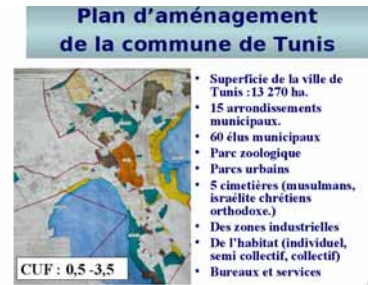 Plan d’aménagement
de la commune de Tunis
• Superficie de la ville de
Tunis :13 270 ha.
• 15 arrondissements
municipaux.
• 60 élus municipaux
• Parc zoologique
• Parcs urbains
• 5 cimetières (musulmans,
israélite chrétiens
orthodoxe.)
• Des zones industrielles
• De l’habitat (individuel,
semi collectif, collectif)
• Bureaux et services
CUF : 0,5 -3,5